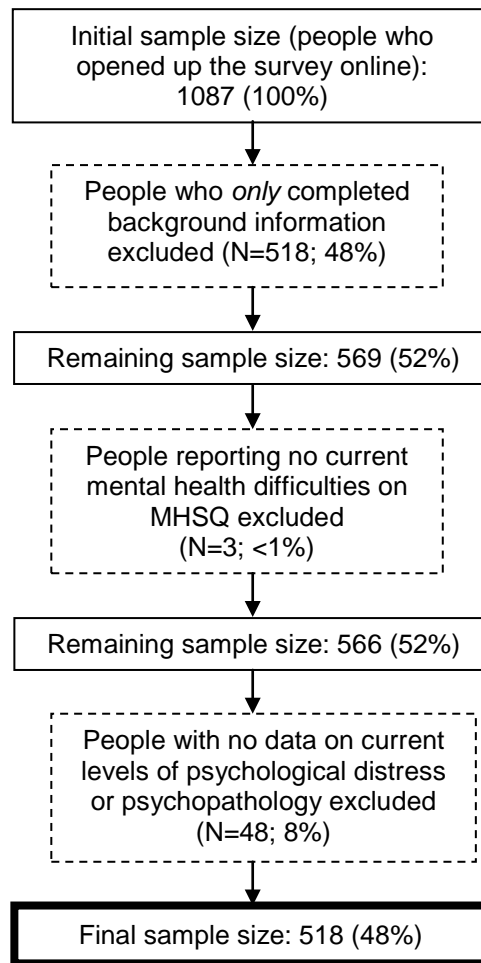 Initial sample size (people who
opened up the survey online):
1087 (100%)
People who only completed
background information
excluded (N=518; 48%)
Remaining sample size: 569 (52%)
People reporting no current
mental health difficulties on
MHSQ excluded
(N=3; <1%)
Remaining sample size: 566 (52%)
People with no data on current
levels of psychological distress
or psychopathology excluded
(N=48; 8%)
Final sample size: 518 (48%)